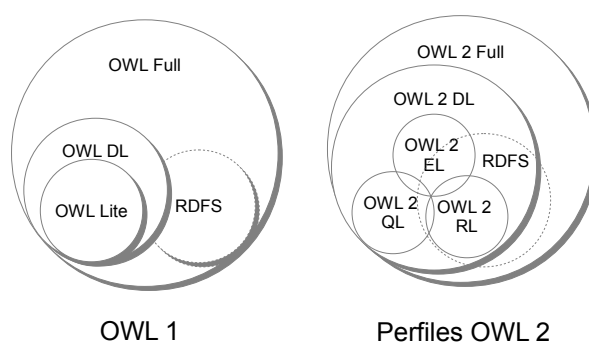 OWL Full
OWL DL
OWL Lite
RDFS
OWL 1
OWL 2 Full
OWL 2 DL
OWL 2
EL
RDFS
OWL 2
QL
OWL 2
RL
Perfiles OWL 2